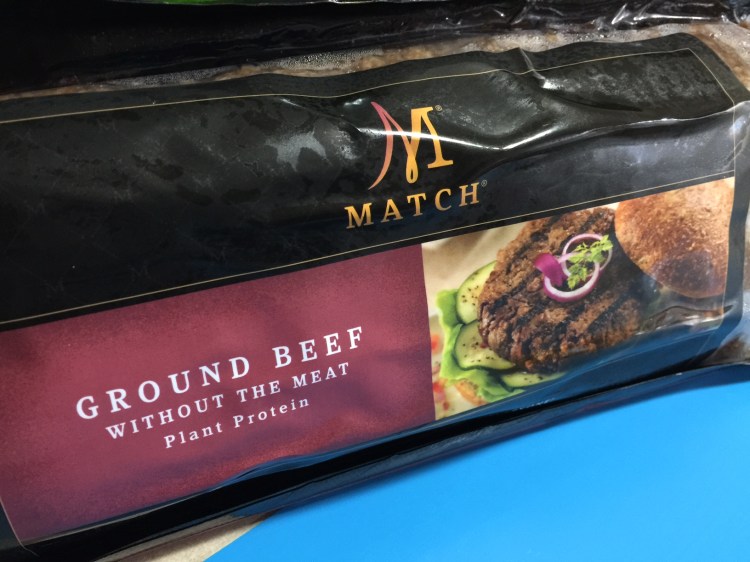 M®
MATCH®
GROUND BEEF
WITHOUT THE MEAT
Plant Protein